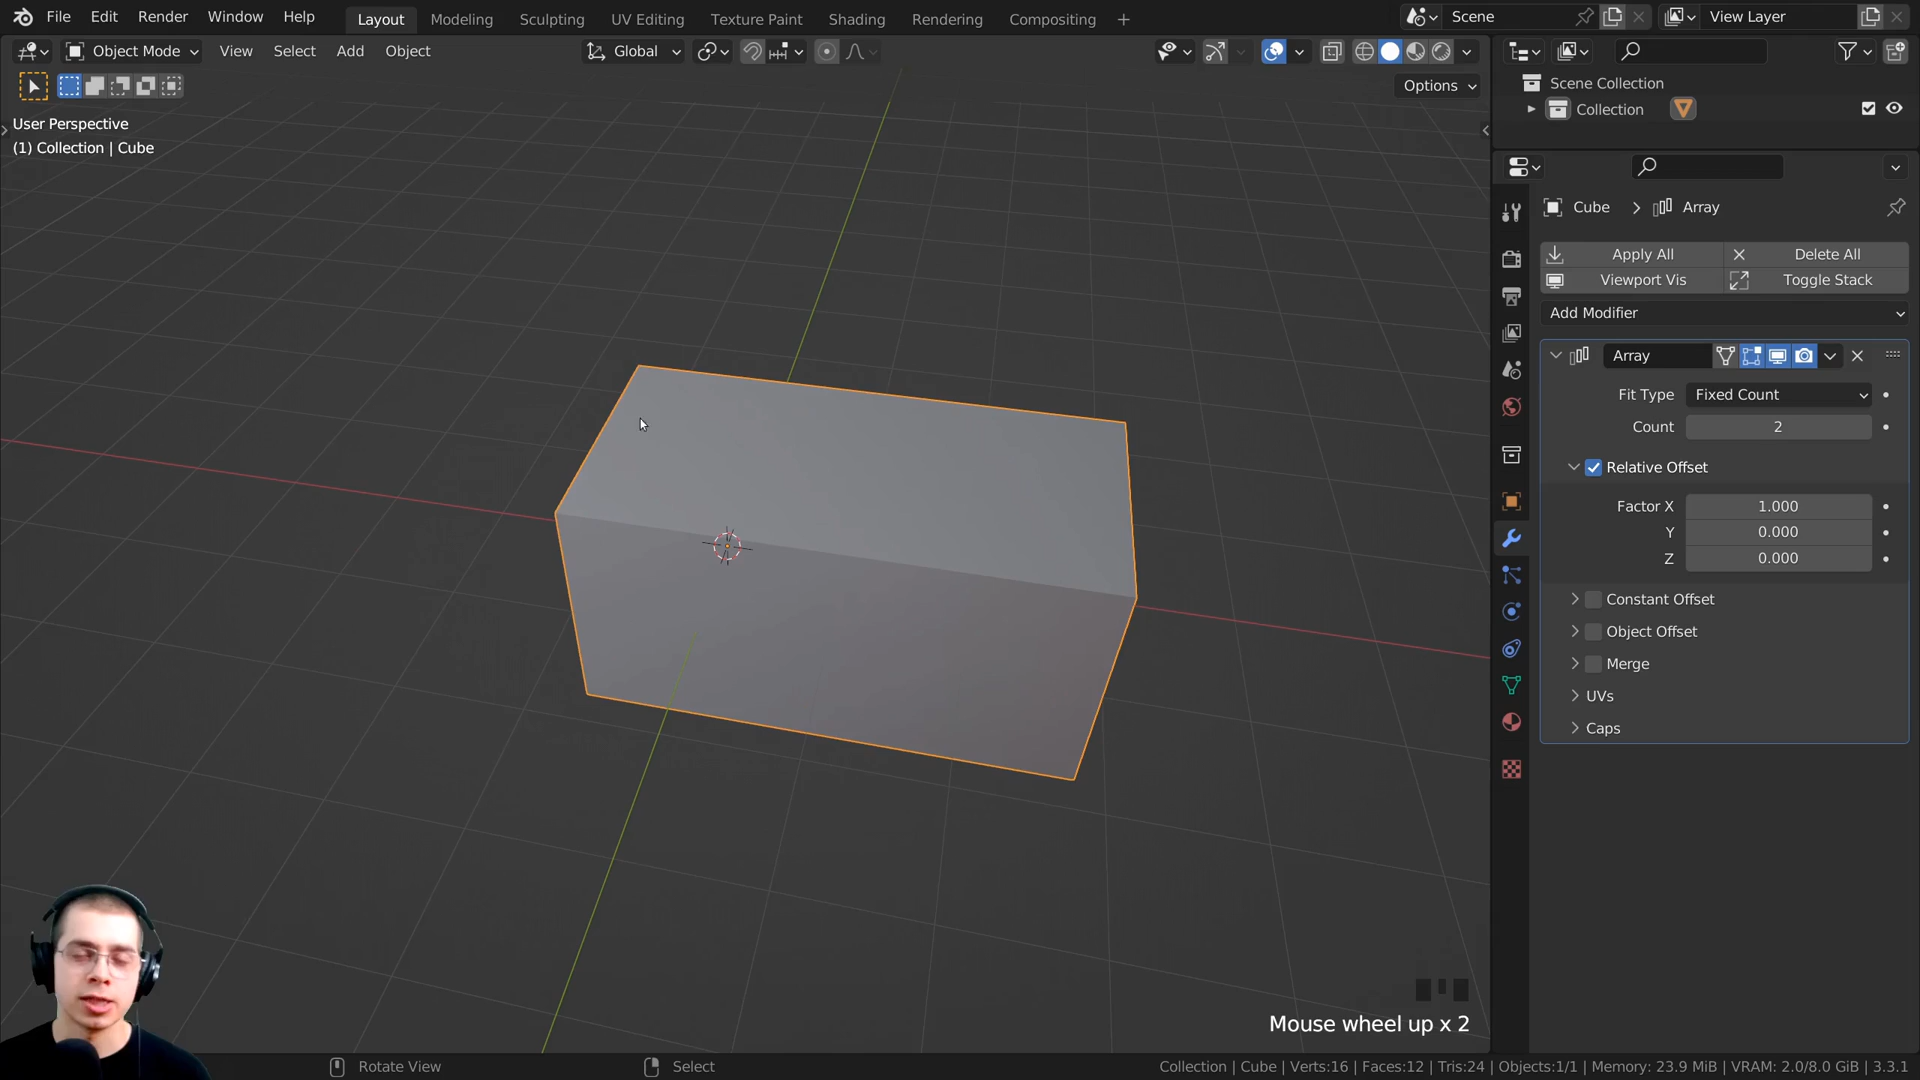 File Edit Render Window Help Layout Modeling Sculpting UV Editing Texture Paint Shading Rendering Compositing + Scene View Layer
Object Mode View Select Add Object Global
Options
User Perspective
(1) Collection | Cube
Scene Collection
Collection
Cube Array
Apply All Delete All
Viewport Vis Toggle Stack
Add Modifier
Array
Fit Type Fixed Count
Count 2
Relative Offset
Factor X 1.000
Y 0.000
Z 0.000
Constant Offset
Object Offset
Merge
UVs
Caps
Mouse wheel up x 2
Rotate View Select Collection | Cube | Verts:16 | Faces:12 | Tris:24 | Objects:1/1 | Memory: 23.9 MiB | VRAM: 2.0/8.0 GiB | 3.3.1